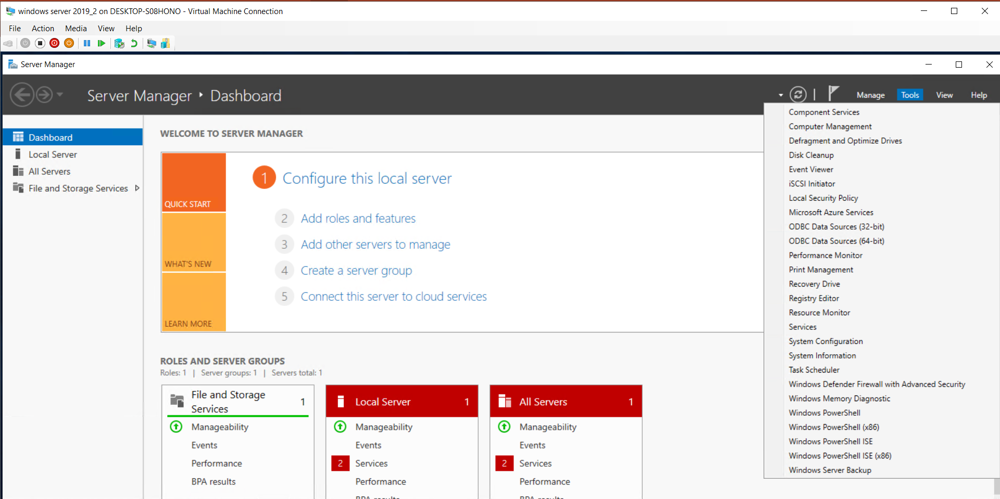 windows server 2019_2 on DESKTOP-S08HONO - Virtual Machine Connection
File Action Media View Help
Server Manager
Server Manager ‣ Dashboard
Manage Tools View Help
Dashboard
Local Server
All Servers
File and Storage Services
WELCOME TO SERVER MANAGER
QUICK START
WHAT'S NEW
LEARN MORE
1 Configure this local server
2 Add roles and features
3 Add other servers to manage
4 Create a server group
5 Connect this server to cloud services
ROLES AND SERVER GROUPS
Roles: 1 | Server groups: 1 | Servers total: 1
File and Storage
Services 1
Manageability
Events
Performance
BPA results
Local Server 1
Manageability
Events
2 Services
Performance
BPA results
All Servers 1
Manageability
Events
2 Services
Performance
BPA results
Component Services
Computer Management
Defragment and Optimize Drives
Disk Cleanup
Event Viewer
iSCSI Initiator
Local Security Policy
Microsoft Azure Services
ODBC Data Sources (32-bit)
ODBC Data Sources (64-bit)
Performance Monitor
Print Management
Recovery Drive
Registry Editor
Resource Monitor
Services
System Configuration
System Information
Task Scheduler
Windows Defender Firewall with Advanced Security
Windows Memory Diagnostic
Windows PowerShell
Windows PowerShell (x86)
Windows PowerShell ISE
Windows PowerShell ISE (x86)
Windows Server Backup